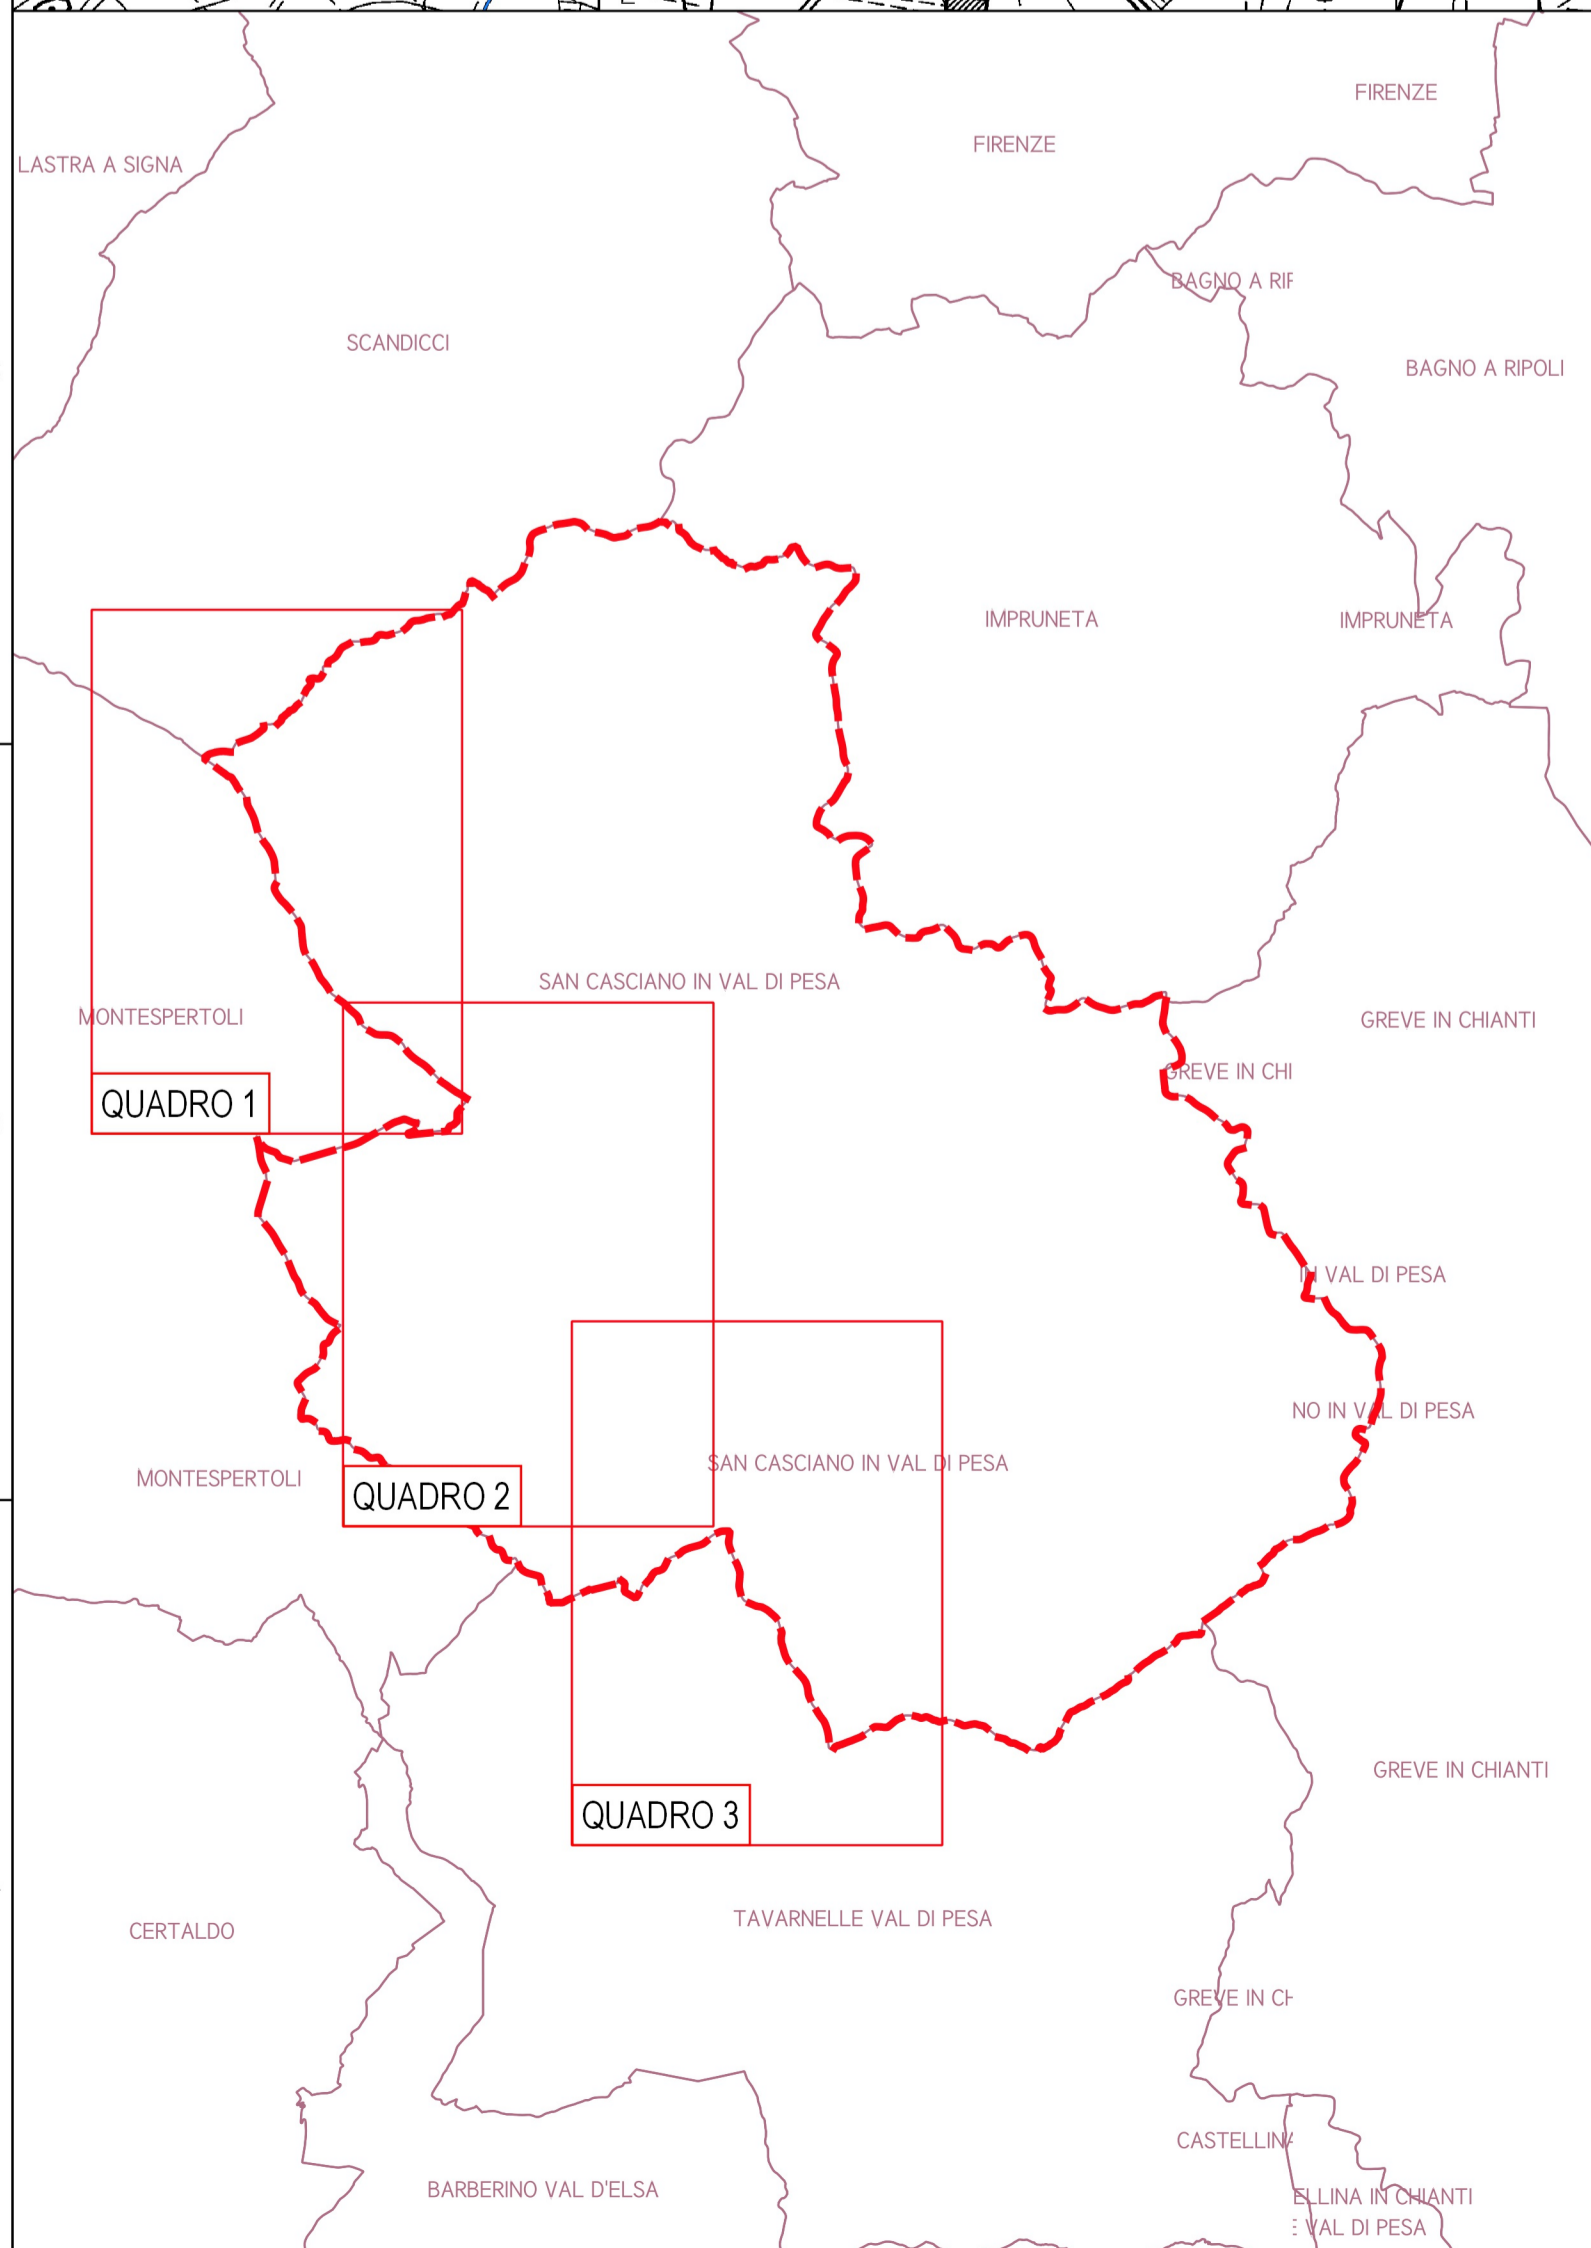 FIRENZE
FIRENZE
LASTRA A SIGNA
BAGNO A RIP
SCANDICCI
BAGNO A RIPOLI
IMPRUNETA
IMPRUNETA
SAN CASCIANO IN VAL DI PESA
MONTESPERTOLI
GREVE IN CHIANTI
GREVE IN CHI
QUADRO 1
IN VAL DI PESA
NO IN VAL DI PESA
SAN CASCIANO IN VAL DI PESA
MONTESPERTOLI
QUADRO 2
GREVE IN CHIANTI
QUADRO 3
TAVARNELLE VAL DI PESA
CERTALDO
GREVE IN CH
CASTELLINA
BARBERINO VAL D'ELSA
ELLINA IN CHIANTI
E VAL DI PESA